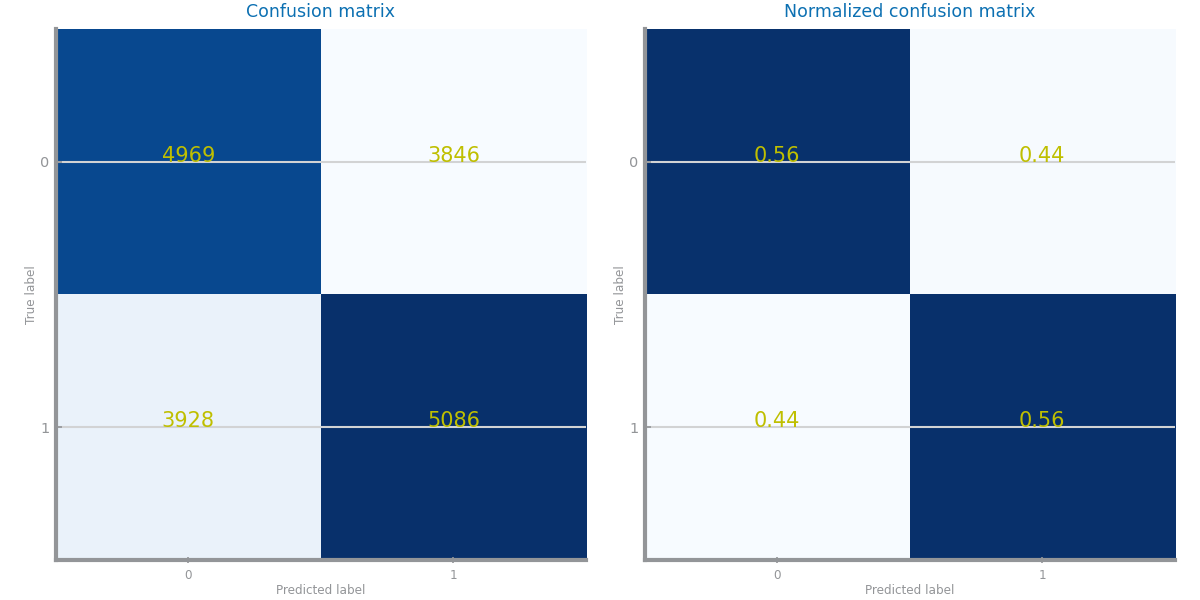 Confusion matrix
0
4969
3846
True label
1
3928
5086
0
1
Predicted label
Normalized confusion matrix
0
0.56
0.44
True label
1
0.44
0.56
0
1
Predicted label